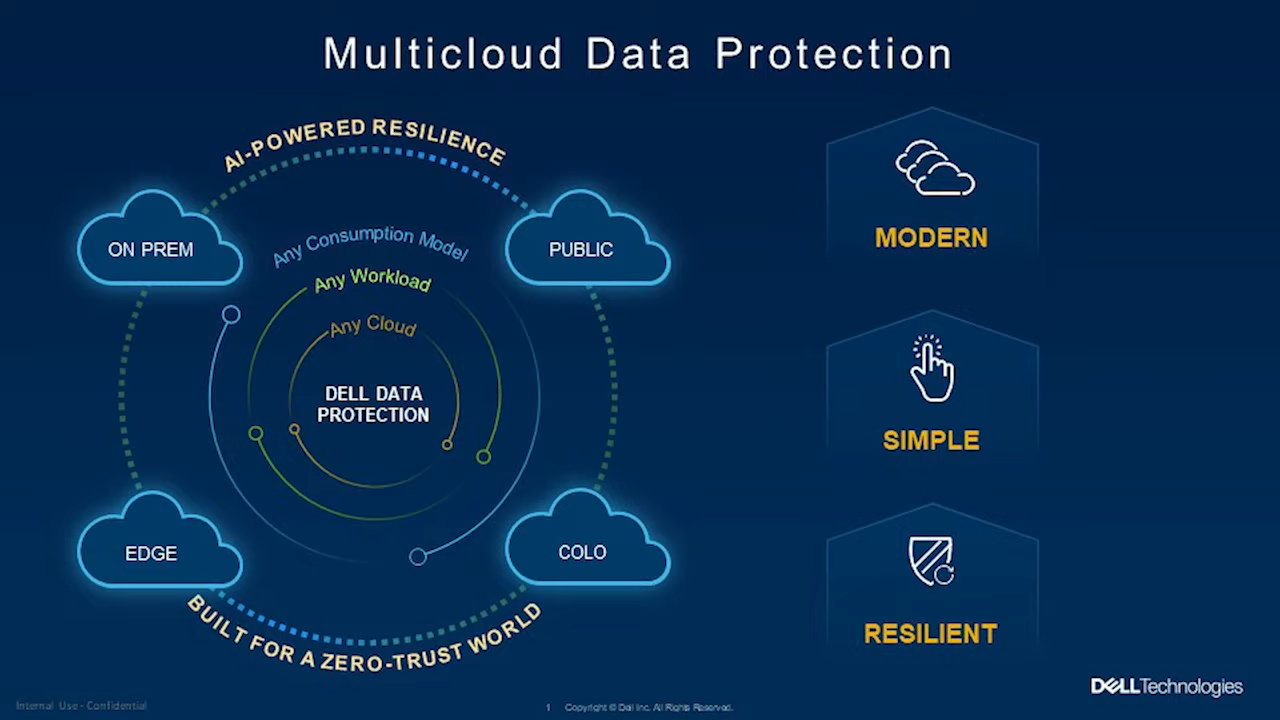 Multicloud Data Protection
AI-POWERED RESILIENCE
ON PREM
PUBLIC
Any Consumption Model
Any Workload
Any Cloud
DELL DATA
PROTECTION
EDGE
COLO
BUILT FOR A ZERO-TRUST WORLD
MODERN
SIMPLE
RESILIENT
DELLTechnologies
Internal Use - Confidential
1 Copyright © Dell Inc. All Rights Reserved.